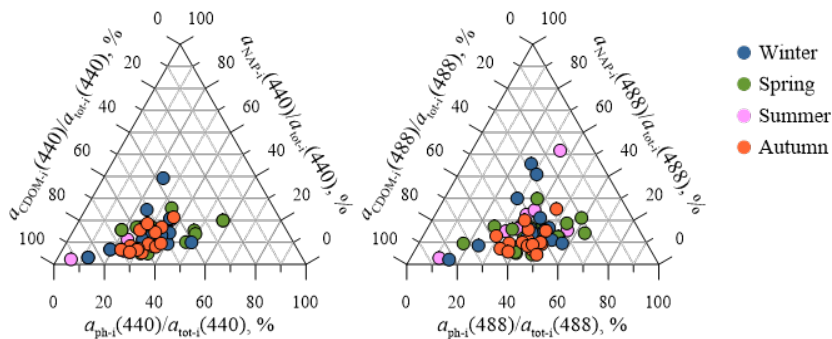 0 100
20 80
40 60
60 40
80 20
100 0
0 20 40 60 80 100
a_CDOM-i(440)/a_tot-i(440), %
a_NAP-i(440)/a_tot-i(440), %
a_ph-i(440)/a_tot-i(440), %
0 100
20 80
40 60
60 40
80 20
100 0
0 20 40 60 80 100
a_CDOM-i(488)/a_tot-i(488), %
a_NAP-i(488)/a_tot-i(488), %
a_ph-i(488)/a_tot-i(488), %
Winter
Spring
Summer
Autumn